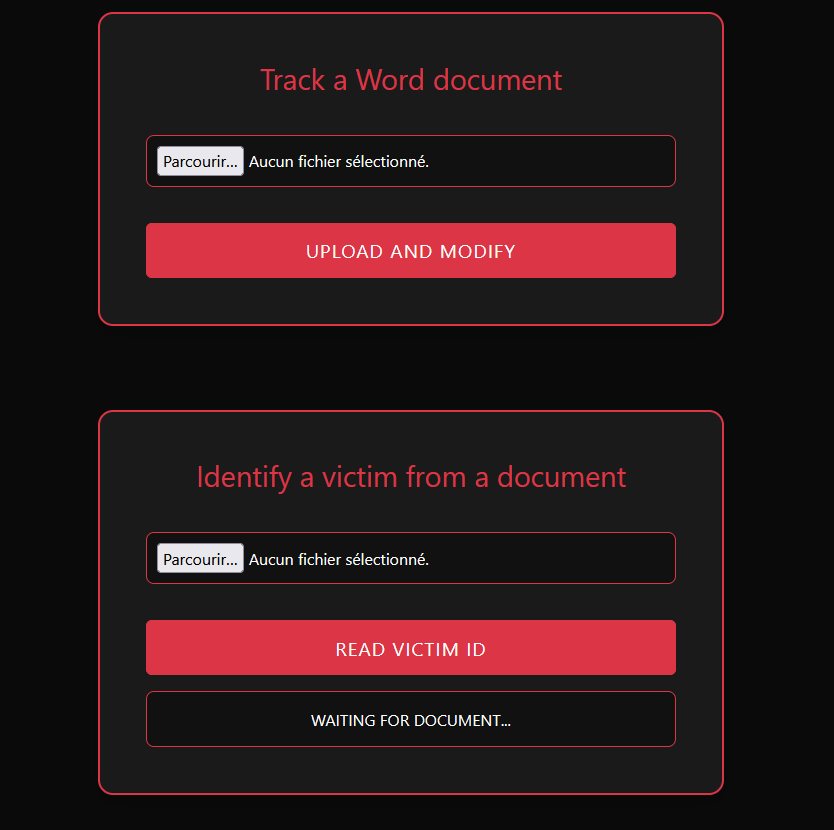 Track a Word document
Parcourir... Aucun fichier sélectionné.
UPLOAD AND MODIFY
Identify a victim from a document
Parcourir... Aucun fichier sélectionné.
READ VICTIM ID
WAITING FOR DOCUMENT...